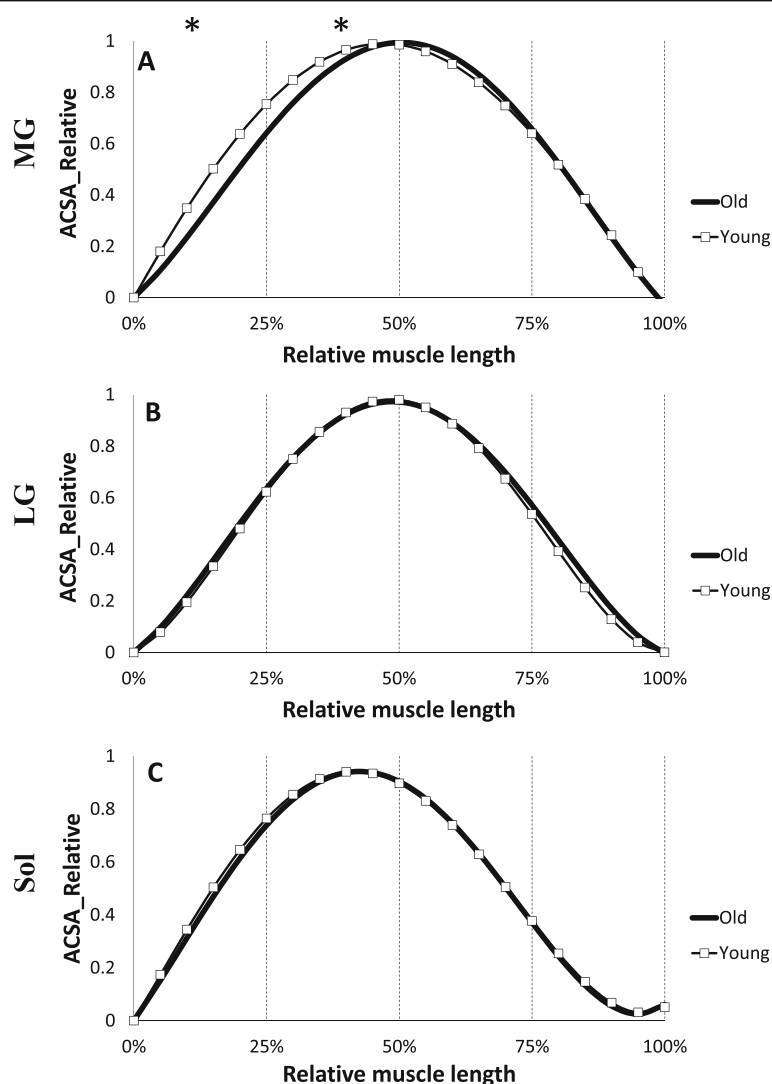 * *
A
MG
ACSA_Relative
1
0.8
0.6
0.4
0.2
0
0% 25% 50% 75% 100%
Relative muscle length
Old
Young
B
LG
ACSA_Relative
1
0.8
0.6
0.4
0.2
0
0% 25% 50% 75% 100%
Relative muscle length
Old
Young
C
Sol
ACSA_Relative
1
0.8
0.6
0.4
0.2
0
0% 25% 50% 75% 100%
Relative muscle length
Old
Young